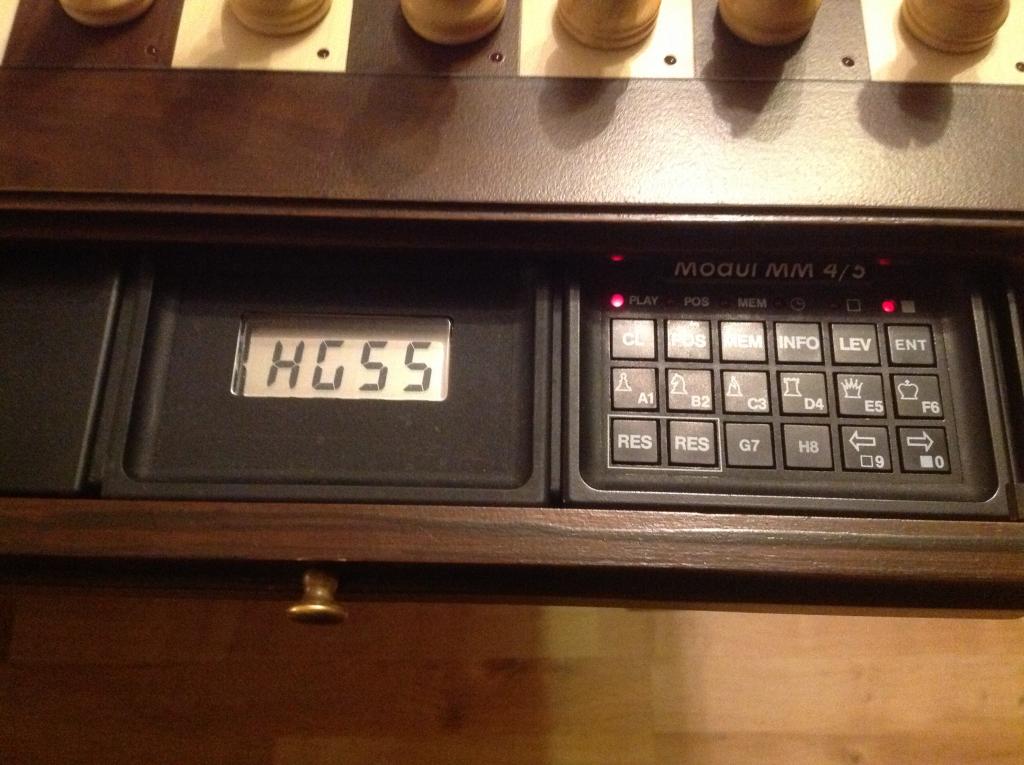 Modul MM 4/5
PLAY POS MEM
HG55
CL POS MEM INFO LEV ENT
A1 B2 C3 D4 E5 F6
RES RES G7 H8 9 0